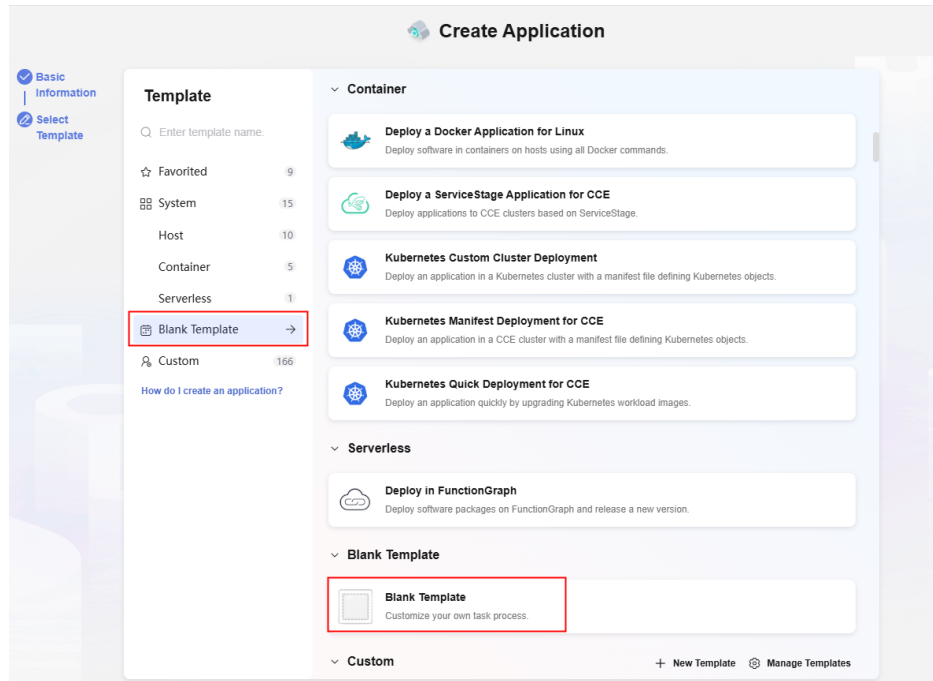 Create Application
Basic
Information
Select
Template
Template
Enter template name.
Favorited 9
System 15
Host 10
Container 5
Serverless 1
Blank Template
Custom 166
How do I create an application?
Container
Deploy a Docker Application for Linux
Deploy software in containers on hosts using all Docker commands.
Deploy a ServiceStage Application for CCE
Deploy applications to CCE clusters based on ServiceStage.
Kubernetes Custom Cluster Deployment
Deploy an application in a Kubernetes cluster with a manifest file defining Kubernetes objects.
Kubernetes Manifest Deployment for CCE
Deploy an application in a CCE cluster with a manifest file defining Kubernetes objects.
Kubernetes Quick Deployment for CCE
Deploy an application quickly by upgrading Kubernetes workload images.
Serverless
Deploy in FunctionGraph
Deploy software packages on FunctionGraph and release a new version.
Blank Template
Blank Template
Customize your own task process.
Custom
New Template Manage Templates